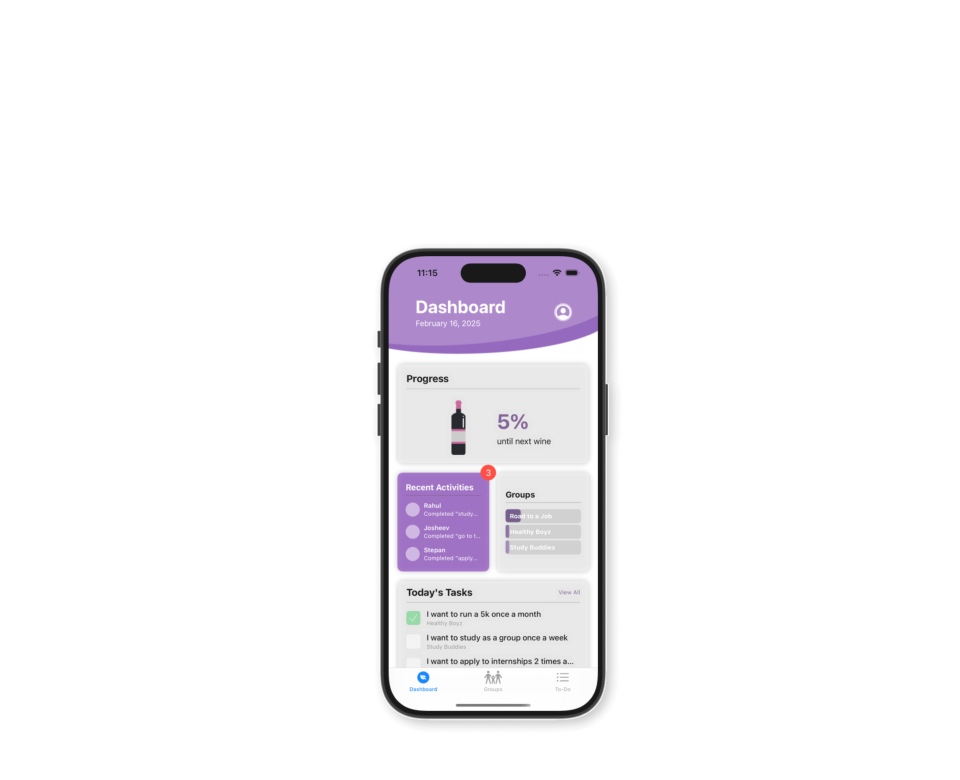 11:15
Dashboard
February 16, 2025
Progress
5%
until next wine
3
Recent Activities
Rahul
Completed "study...
Josheev
Completed "go to t...
Stepan
Completed "apply...
Groups
Road to a Job
Healthy Boyz
Study Buddies
Today's Tasks
View All
I want to run a 5k once a month
Healthy Boyz
I want to study as a group once a week
Study Buddies
I want to apply to internships 2 times a...
Dashboard
Groups
To-Do